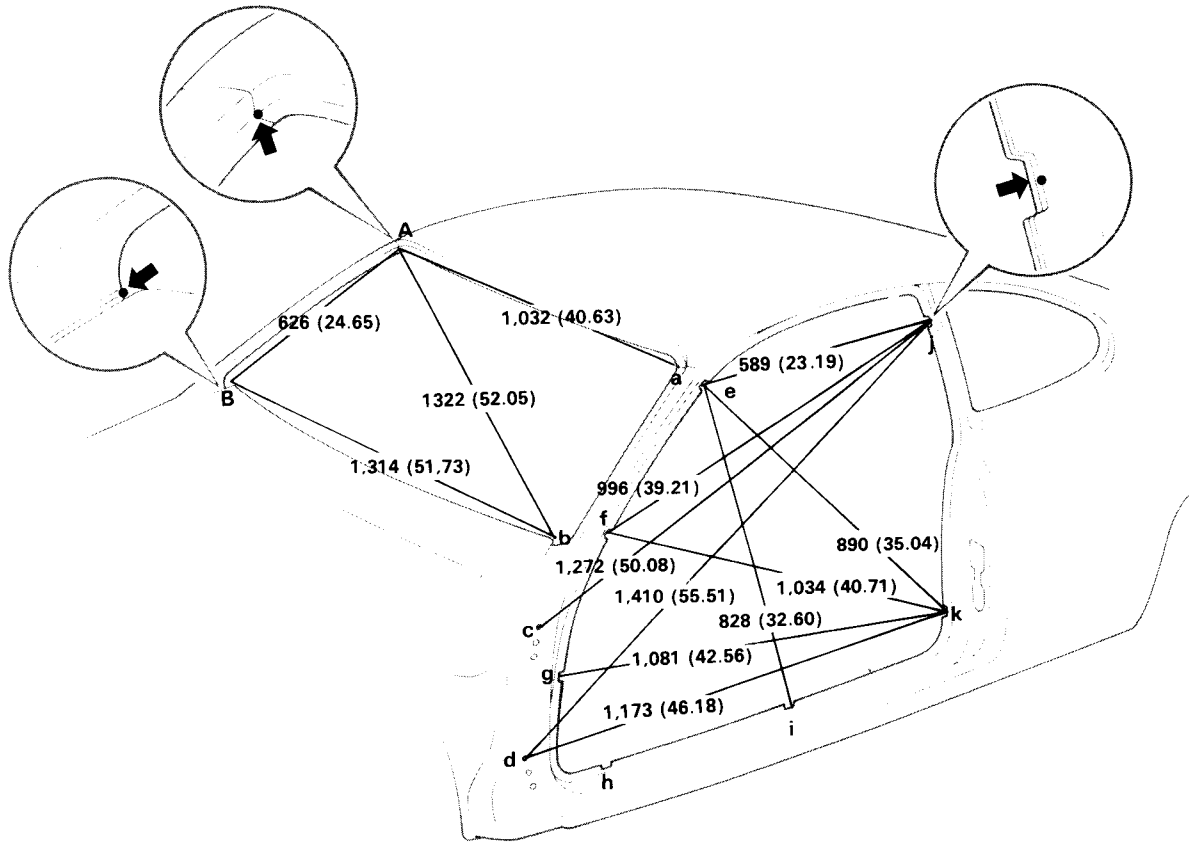 A
626 (24.65)
1,032 (40.63)
j
589 (23.19)
a
e
B
1322 (52.05)
1,314 (51,73)
996 (39.21)
f
b
890 (35.04)
1,272 (50.08)
1,034 (40.71)
1,410 (55.51)
k
828 (32.60)
c
1,081 (42.56)
g
1,173 (46.18)
i
d
h